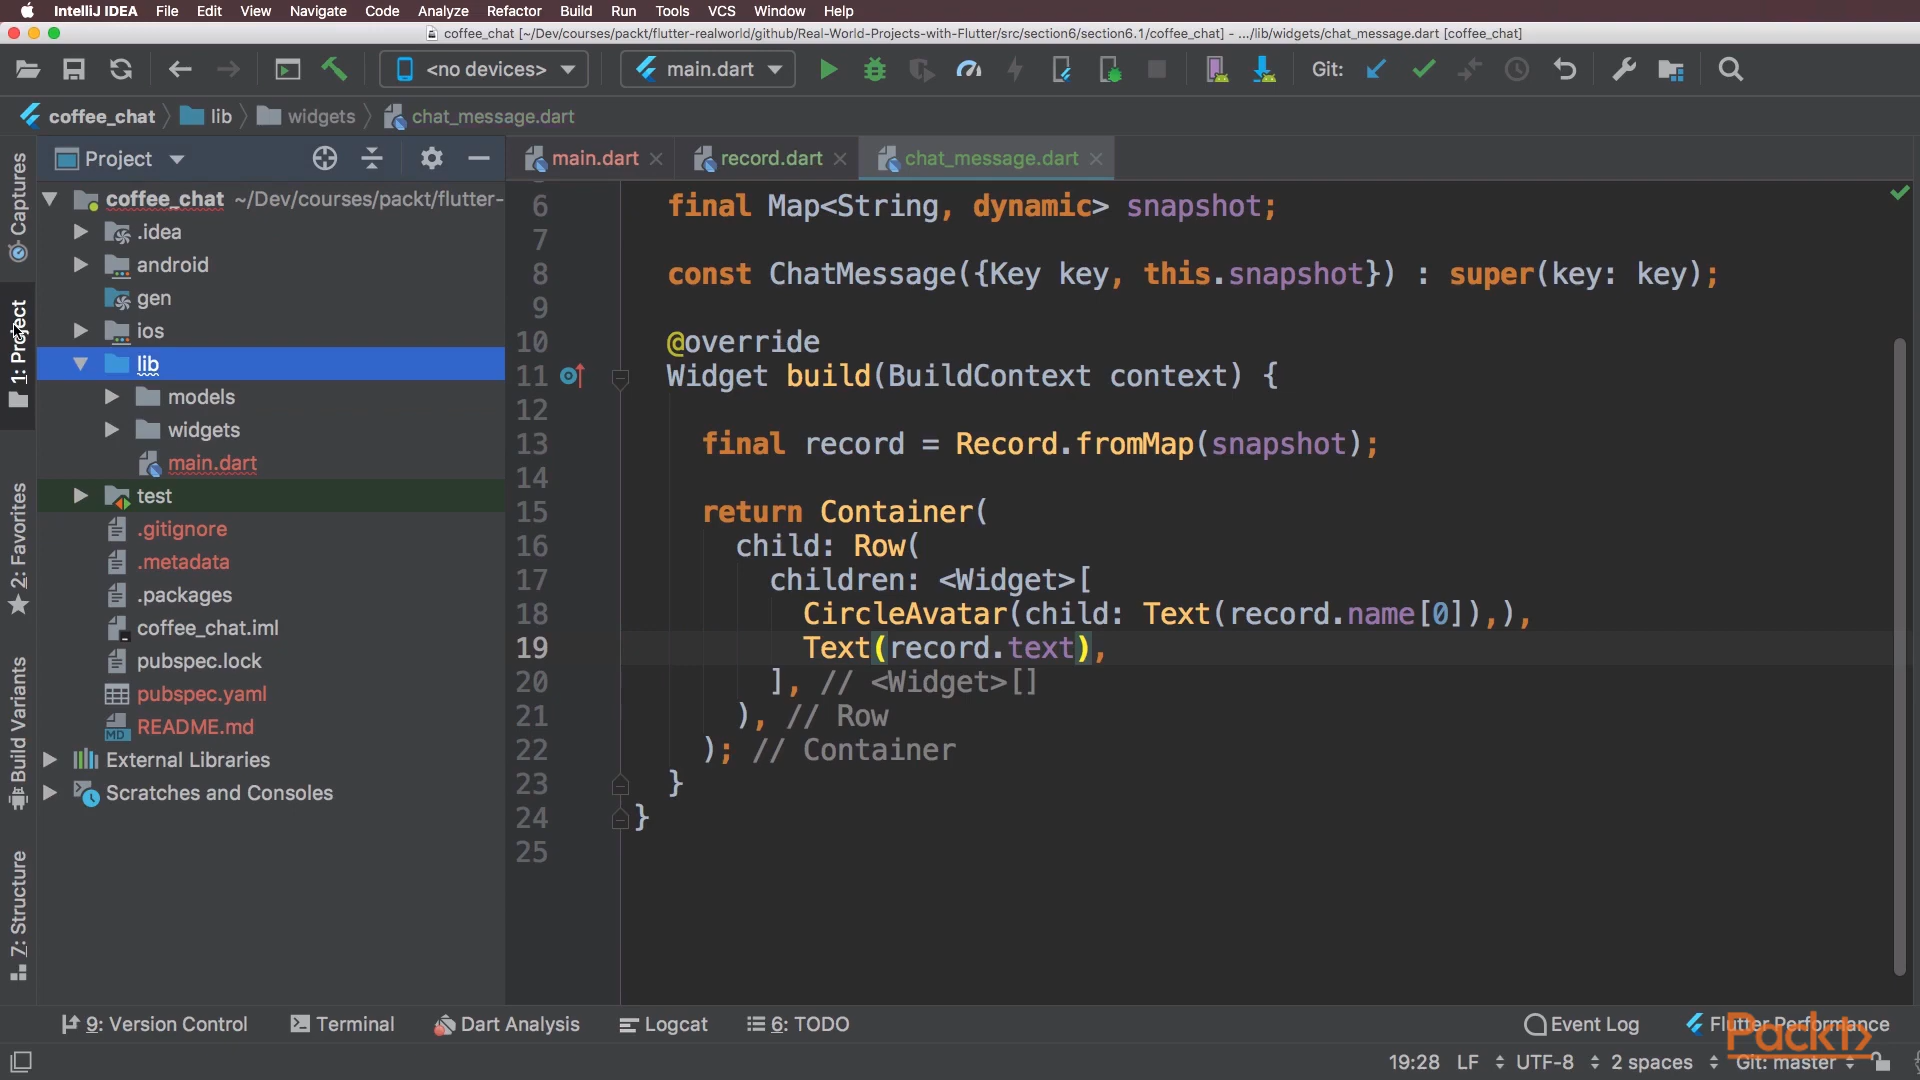 IntelliJ IDEA File Edit View Navigate Code Analyze Refactor Build Run Tools VCS Window Help
coffee_chat [~/Dev/courses/packt/flutter-realworld/github/Real-World-Projects-with-Flutter/src/section6/section6.1/coffee_chat] - .../lib/widgets/chat_message.dart [coffee_chat]
<no devices> main.dart Git:
coffee_chat lib widgets chat_message.dart
Project main.dart record.dart chat_message.dart
Captures
1: Project
2: Favorites
Build Variants
7: Structure
coffee_chat ~/Dev/courses/packt/flutter-
.idea
android
gen
ios
lib
models
widgets
main.dart
test
.gitignore
.metadata
.packages
coffee_chat.iml
pubspec.lock
pubspec.yaml
MD README.md
External Libraries
Scratches and Consoles
6 final Map<String, dynamic> snapshot;
7
8 const ChatMessage({Key key, this.snapshot}) : super(key: key);
9
10 @override
11 Widget build(BuildContext context) {
12
13 final record = Record.fromMap(snapshot);
14
15 return Container(
16 child: Row(
17 children: <Widget>[
18 CircleAvatar(child: Text(record.name[0]),),
19 Text(record.text),
20 ], // <Widget>[]
21 ), // Row
22 ); // Container
23 }
24 }
25
9: Version Control Terminal Dart Analysis Logcat 6: TODO Event Log Flutter Performance
Packt>
19:28 LF UTF-8 2 spaces Git: master